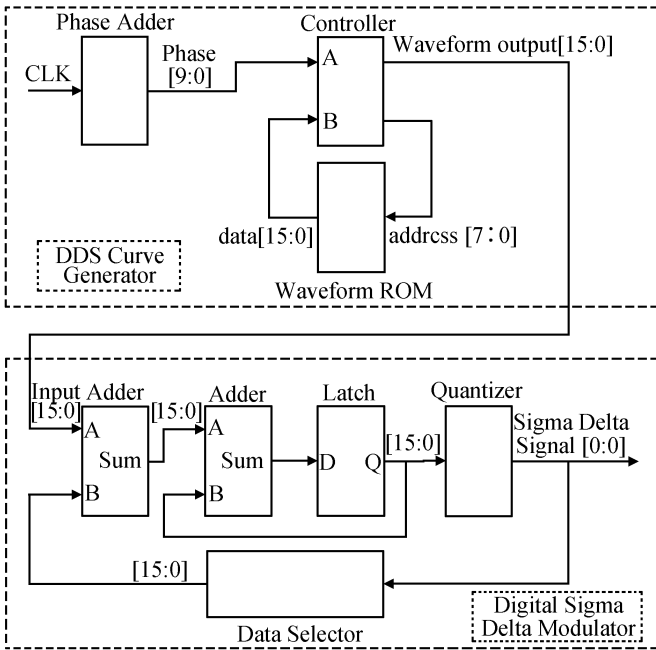 Phase Adder
Controller
CLK
Phase
[9:0]
A
Waveform output[15:0]
B
data[15:0]
addrcss [7：0]
DDS Curve
Generator
Waveform ROM
Input
[15:0]
Adder
[15:0]
Adder
Latch
Quantizer
A
Sum
B
A
Sum
B
D
Q
[15:0]
Sigma Delta
Signal [0:0]
[15:0]
Data Selector
Digital Sigma
Delta Modulator